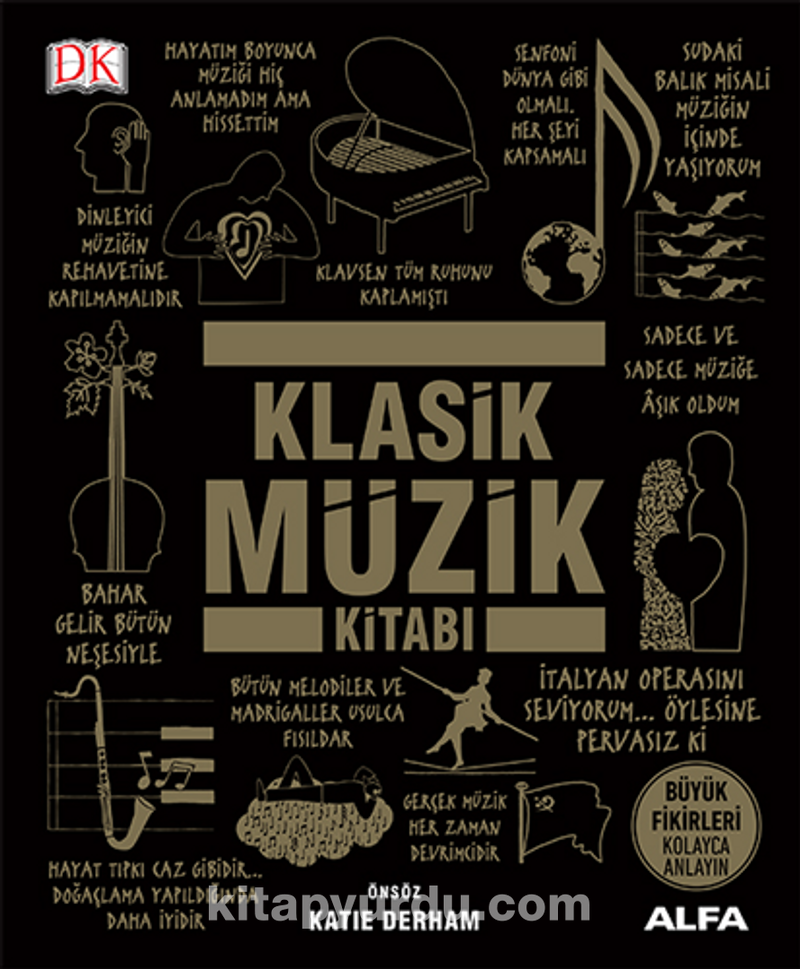 DK
HAYATIM BOYUNCA
MÜZİĞİ HİÇ
ANLAMADIM AMA
HİSSETTİM
SENFONİ
DÜNYA GİBİ
OLMALI.
HER ŞEYİ
KAPSAMALI
SUDAKİ
BALIK MİSALİ
MÜZİĞİN
İÇİNDE
YAŞIYORUM
DİNLEYİCİ
MÜZİĞİN
REHAVETİNE
KAPILMAMALIDIR
KLAVSEN TÜM RUHUNU
KAPLAMIŞTI
SADECE VE
SADECE MÜZİĞE
ÂŞIK OLDUM
KLASİK
MÜZİK
KİTABI
BAHAR
GELİR BÜTÜN
NEŞESİYLE
BÜTÜN MELODİLER VE
MADRİGALLER USULCA
FISILDAR
İTALYAN OPERASINI
SEVİYORUM... ÖYLESİNE
PERVASIZ Kİ
GERÇEK MÜZİK
HER ZAMAN
DEVRİMCİDİR
BÜYÜK
FİKİRLERİ
KOLAYCA
ANLAYIN
HAYAT TIPKI CAZ GİBİDİR...
DOĞAÇLAMA YAPILDIĞINDA
DAHA İYİDİR
ÖNSÖZ
KATIE DERHAM
kitapyurdu.com
ALFA